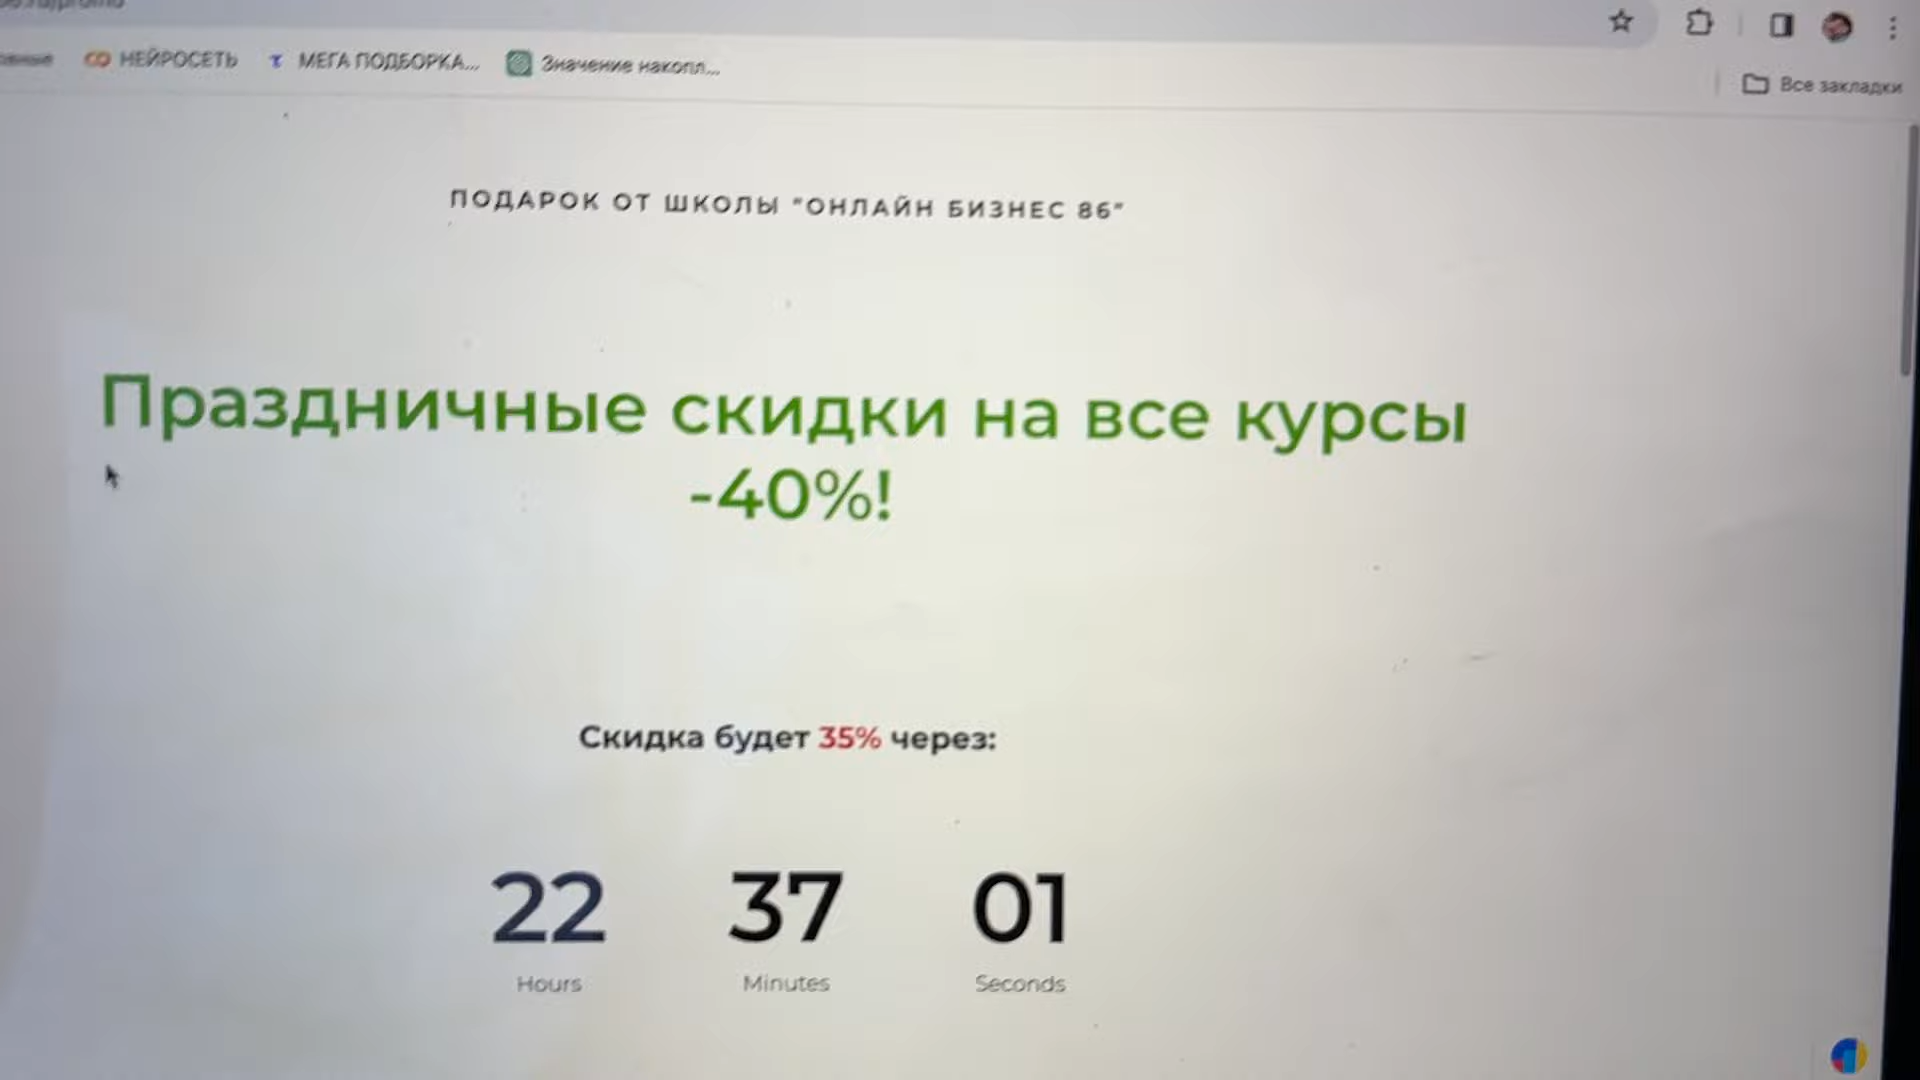 НЕЙРОСЕТЬ МЕГА ПОДБОРКА... Значение накопл...
Все закладки
ПОДАРОК ОТ ШКОЛЫ "ОНЛАЙН БИЗНЕС 86"
Праздничные скидки на все курсы
-40%!
Скидка будет 35% через:
22 37 01
Hours Minutes Seconds